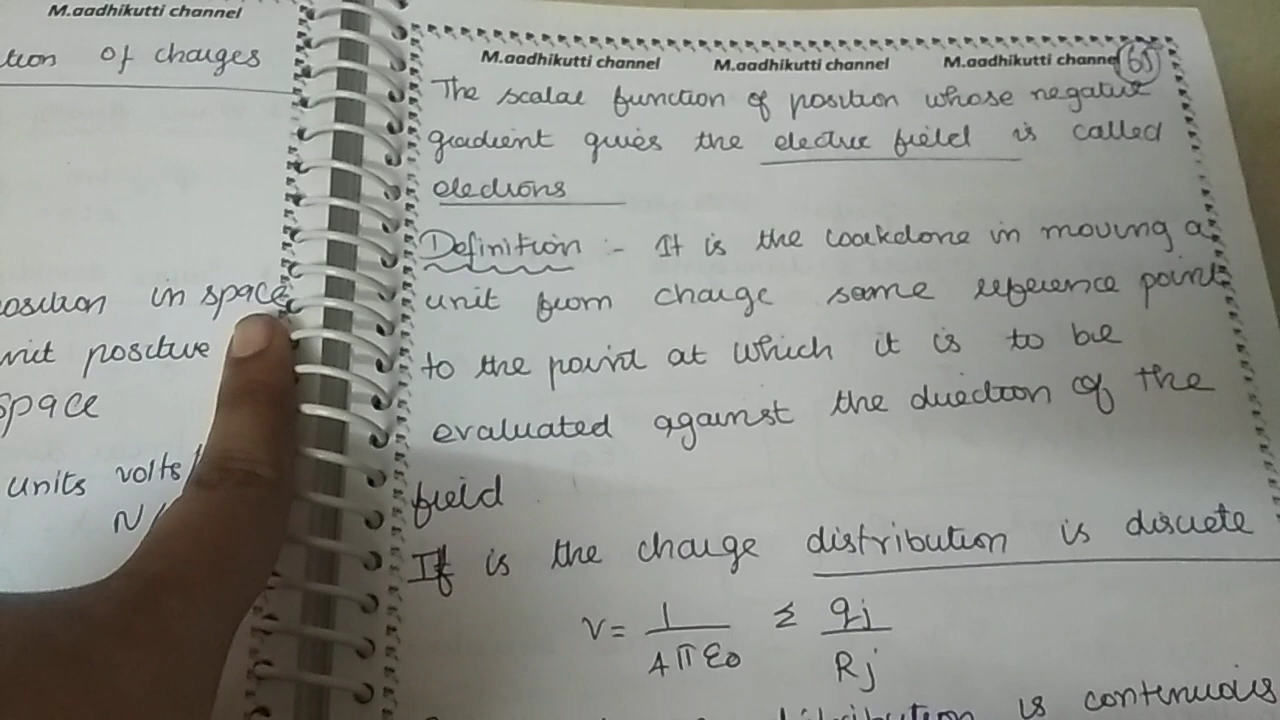 M.aadhikutti channel
tion of charges
osition in space
nit positive
space
units volts/
N/
M.aadhikutti channel M.aadhikutti channel M.aadhikutti channel 65
The scalar function of position whose negative
gradient gives the electric field is called
electrons
Definition :- It is the workdone in moving a
unit from charge some reference point
to the point at which it is to be
evaluated against the direction of the
field
If is the charge distribution is discrete
V = 1 / 4πε0 Σ qj / Rj
distribution is continuous